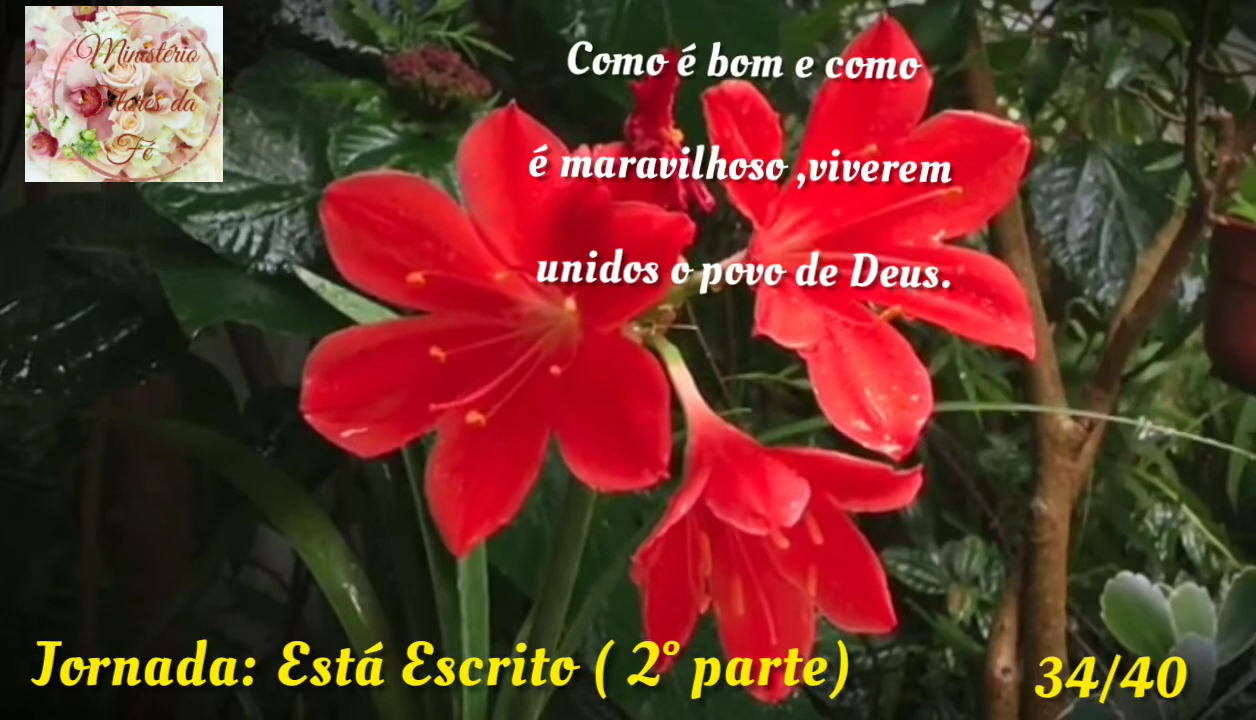 Ministério
Flores da
Fé
Como é bom e como
é maravilhoso ,viverem
unidos o povo de Deus.
Jornada: Está Escrito ( 2º parte)
34/40